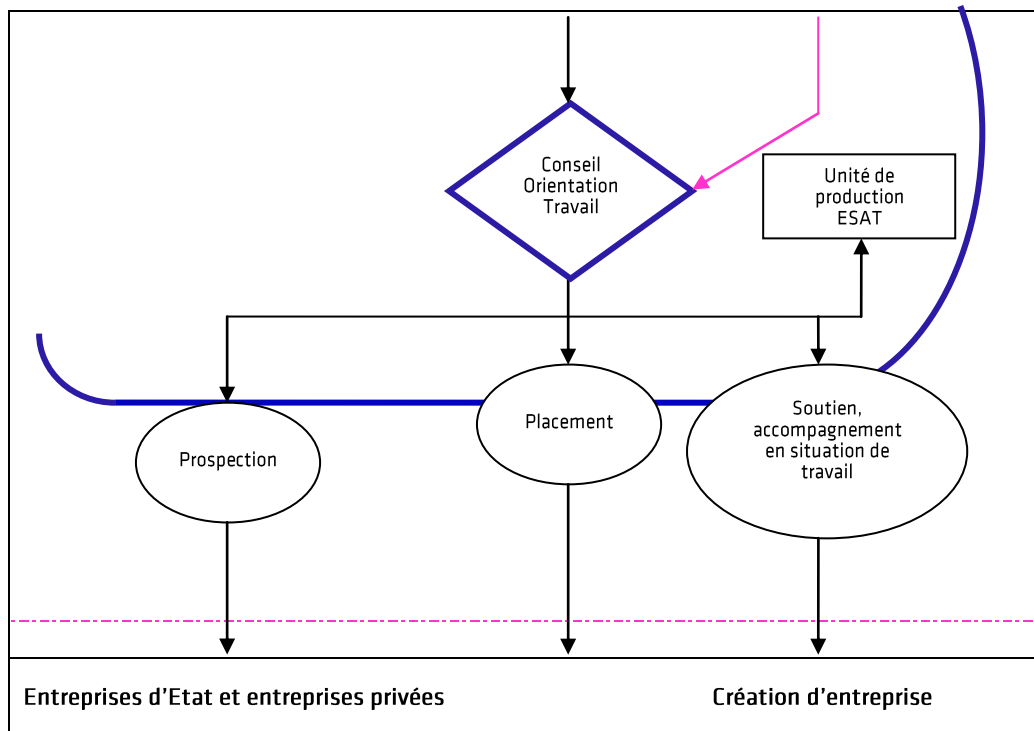 Conseil
Orientation
Travail
Unité de
production
ESAT
Prospection
Placement
Soutien,
accompagnement
en situation de
travail
Entreprises d'Etat et entreprises privées
Création d'entreprise